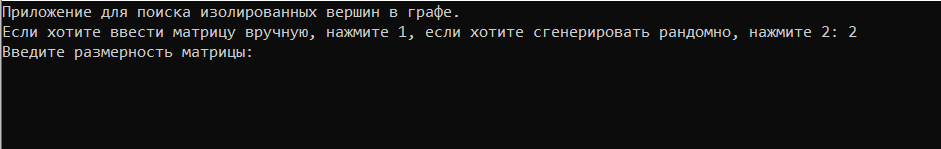 Приложение для поиска изолированных вершин в графе.
Если хотите ввести матрицу вручную, нажмите 1, если хотите сгенерировать рандомно, нажмите 2: 2
Введите размерность матрицы: